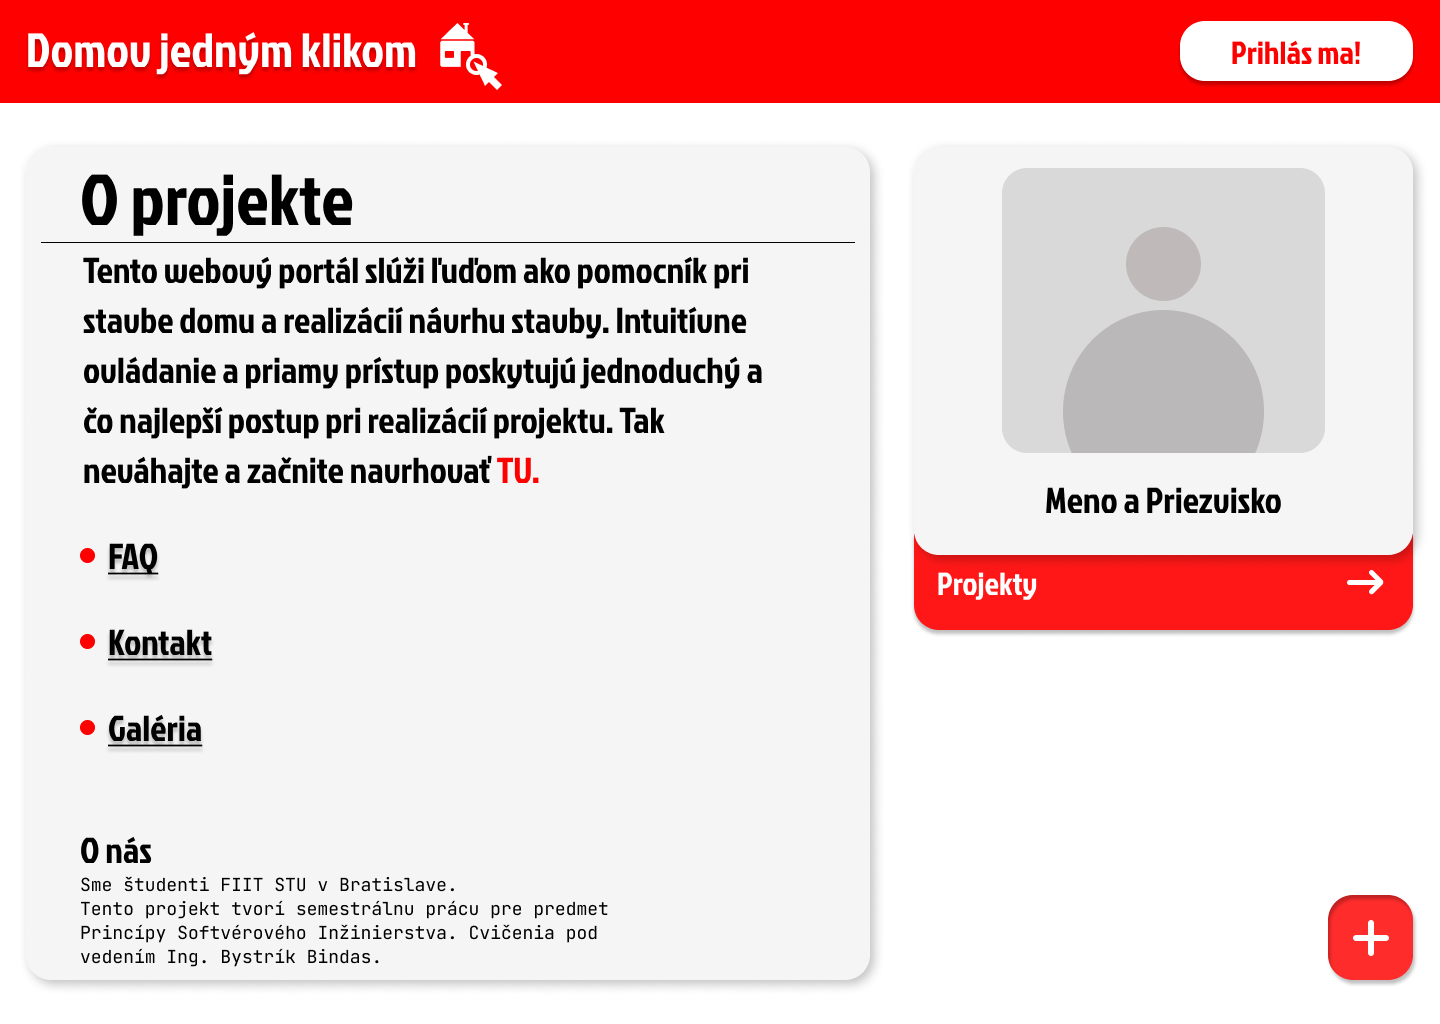 Domou jedným klikom
Prihlás ma!
O projekte
Tento webový portál slúži ľuďom ako pomocník pri
stavbe domu a realizácií návrhu stavby. Intuitívne
ovládanie a priamy prístup poskytujú jednoduchý a
čo najlepší postup pri realizácií projektu. Tak
neváhajte a začnite navrhovať TU.
FAQ
Kontakt
Galéria
O nás
Sme študenti FIIT STU v Bratislave.
Tento projekt tvorí semestrálnu prácu pre predmet
Princípy Softvérového Inžinierstva. Cvičenia pod
vedením Ing. Bystrík Bindas.
Meno a Priezvisko
Projekty